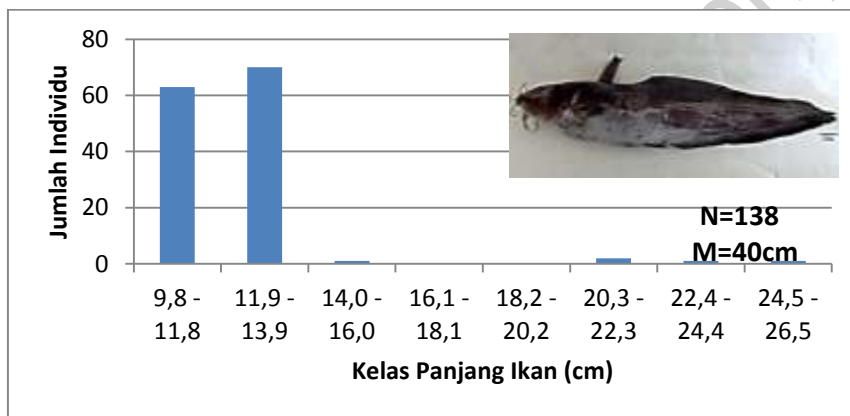 80
60
40
20
0
Jumlah Individu
N=138
M=40cm
9,8 - 11,9 - 14,0 - 16,1 - 18,2 - 20,3 - 22,4 - 24,5 -
11,8 13,9 16,0 18,1 20,2 22,3 24,4 26,5
Kelas Panjang Ikan (cm)